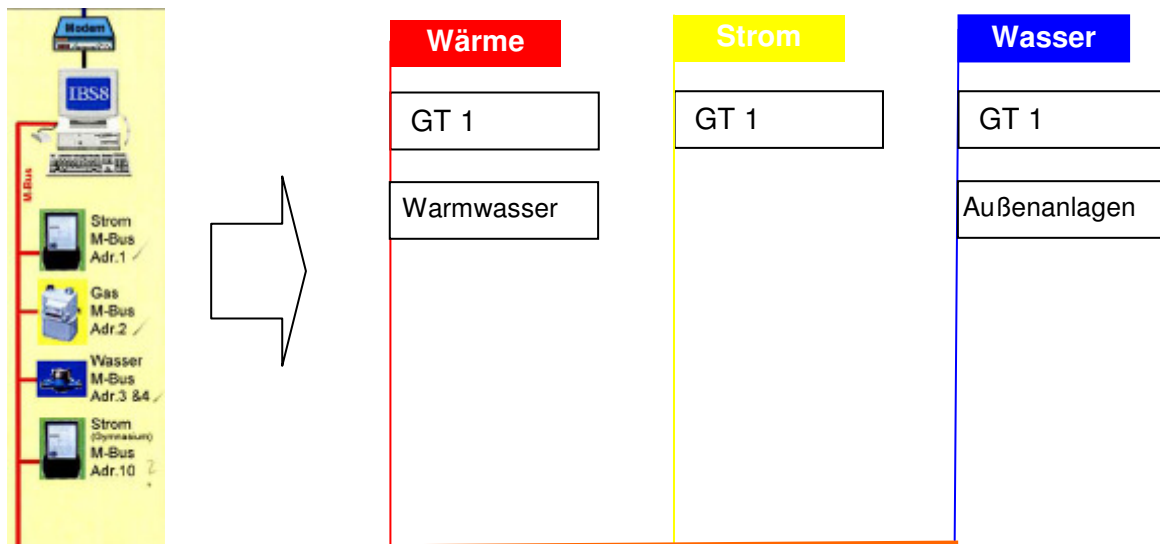 Modem
IBS8
M-Bus
Strom
M-Bus
Adr.1
Gas
M-Bus
Adr.2
Wasser
M-Bus
Adr.3 &4
Strom
(Gymnasium)
M-Bus
Adr.10 ?
Wärme
Strom
Wasser
GT 1
GT 1
GT 1
Warmwasser
Außenanlagen